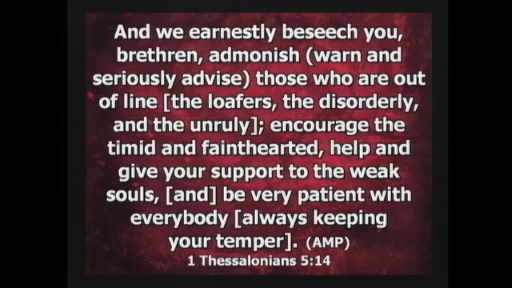 And we earnestly beseech you,
brethren, admonish (warn and
seriously advise) those who are out
of line [the loafers, the disorderly,
and the unruly]; encourage the
timid and fainthearted, help and
give your support to the weak
souls, [and] be very patient with
everybody [always keeping
your temper]. (AMP)
1 Thessalonians 5:14